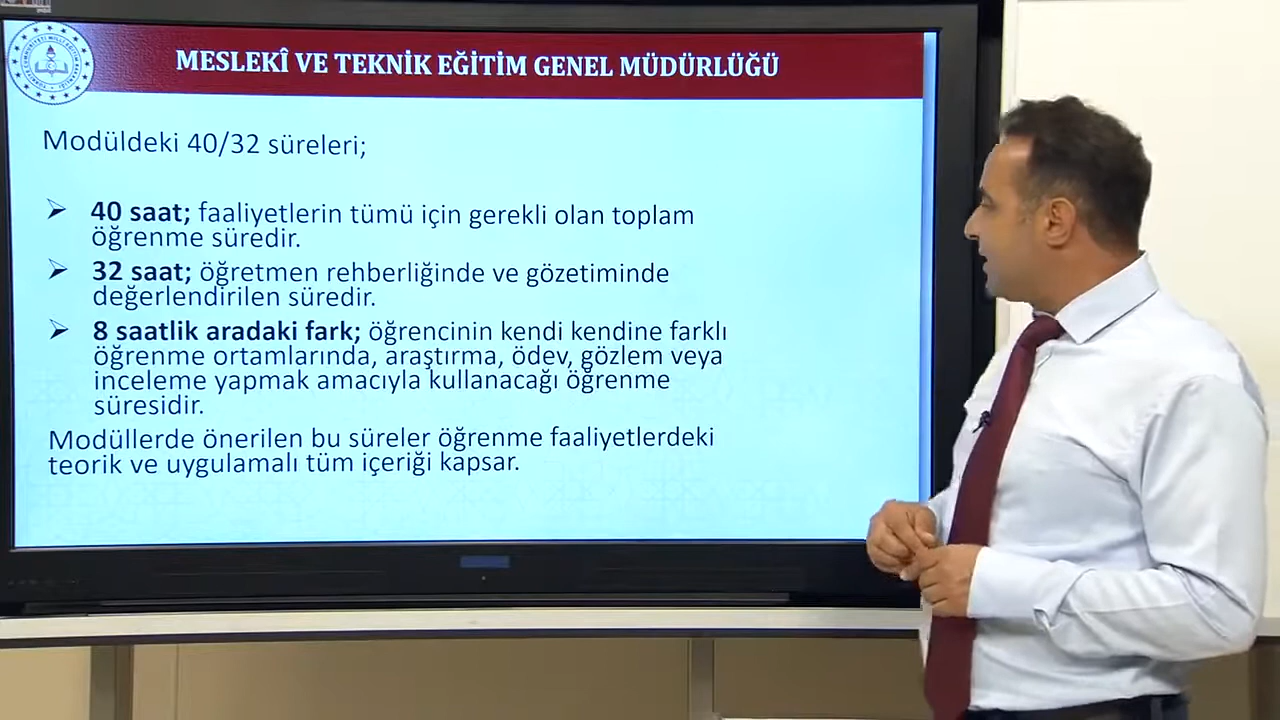 MESLEKÎ VE TEKNİK EĞİTİM GENEL MÜDÜRLÜĞÜ
Modüldeki 40/32 süreleri;
40 saat; faaliyetlerin tümü için gerekli olan toplam
öğrenme süredir.
32 saat; öğretmen rehberliğinde ve gözetiminde
değerlendirilen süredir.
8 saatlik aradaki fark; öğrencinin kendi kendine farklı
öğrenme ortamlarında, araştırma, ödev, gözlem veya
inceleme yapmak amacıyla kullanacağı öğrenme
süresidir.
Modüllerde önerilen bu süreler öğrenme faaliyetlerdeki
teorik ve uygulamalı tüm içeriği kapsar.